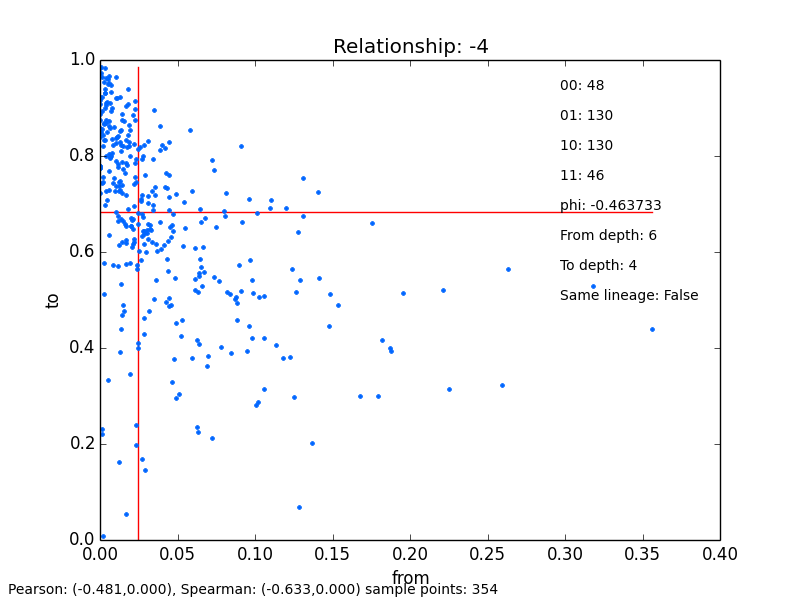 Relationship: -4
1.0
0.8
0.6
0.4
0.2
0.0
to
00: 48
01: 130
10: 130
11: 46
phi: -0.463733
From depth: 6
To depth: 4
Same lineage: False
0.00 0.05 0.10 0.15 0.20 0.25 0.30 0.35 0.40
from
Pearson: (-0.481,0.000), Spearman: (-0.633,0.000) sample points: 354